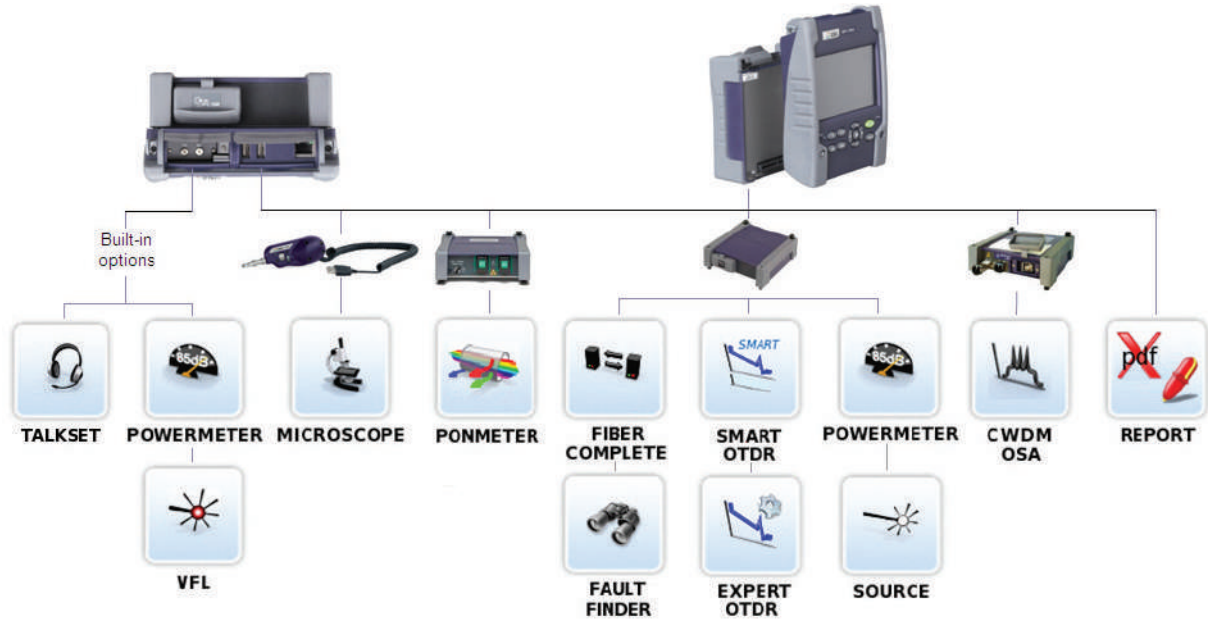 Built-in
options
85dB
SMART
85dB
pdf
TALKSET
POWERMETER
MICROSCOPE
PONMETER
FIBER
COMPLETE
SMART
OTDR
POWERMETER
CWDM
OSA
REPORT
VFL
FAULT
FINDER
EXPERT
OTDR
SOURCE